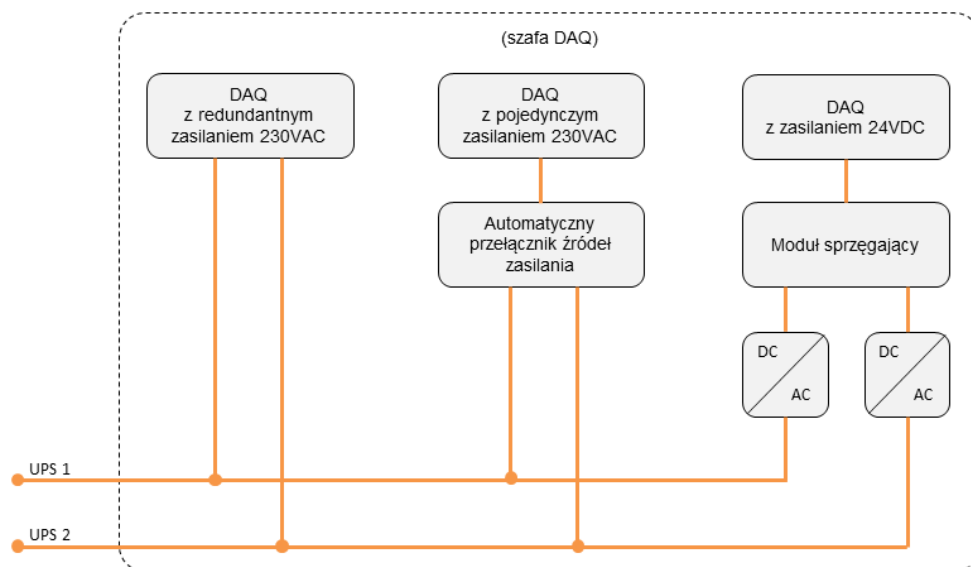 (szafa DAQ)
DAQ
z redundantnym
zasilaniem 230VAC
DAQ
z pojedynczym
zasilaniem 230VAC
DAQ
z zasilaniem 24VDC
Automatyczny
przełącznik źródeł
zasilania
Moduł sprzęgający
DC
AC
DC
AC
UPS 1
UPS 2